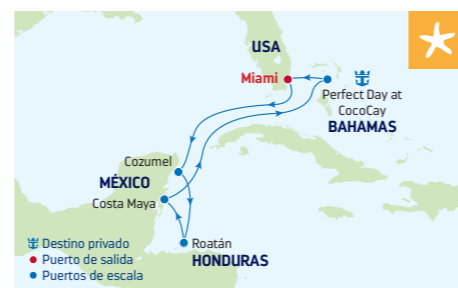 USA
Miami
Perfect Day at
CocoCay
BAHAMAS
Cozumel
MÉXICO
Costa Maya
Roatán
HONDURAS
Destino privado
Puerto de salida
Puertos de escala